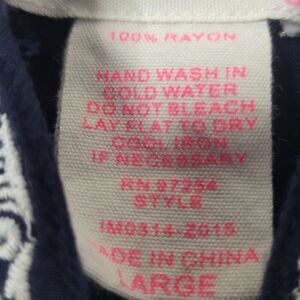 100% RAYON
HAND WASH IN
COLD WATER
DO NOT BLEACH
LAY FLAT TO DRY
COOL IRON
IF NECESSARY
RN 97254
STYLE
IM0314-Z015
MADE IN CHINA
LARGE